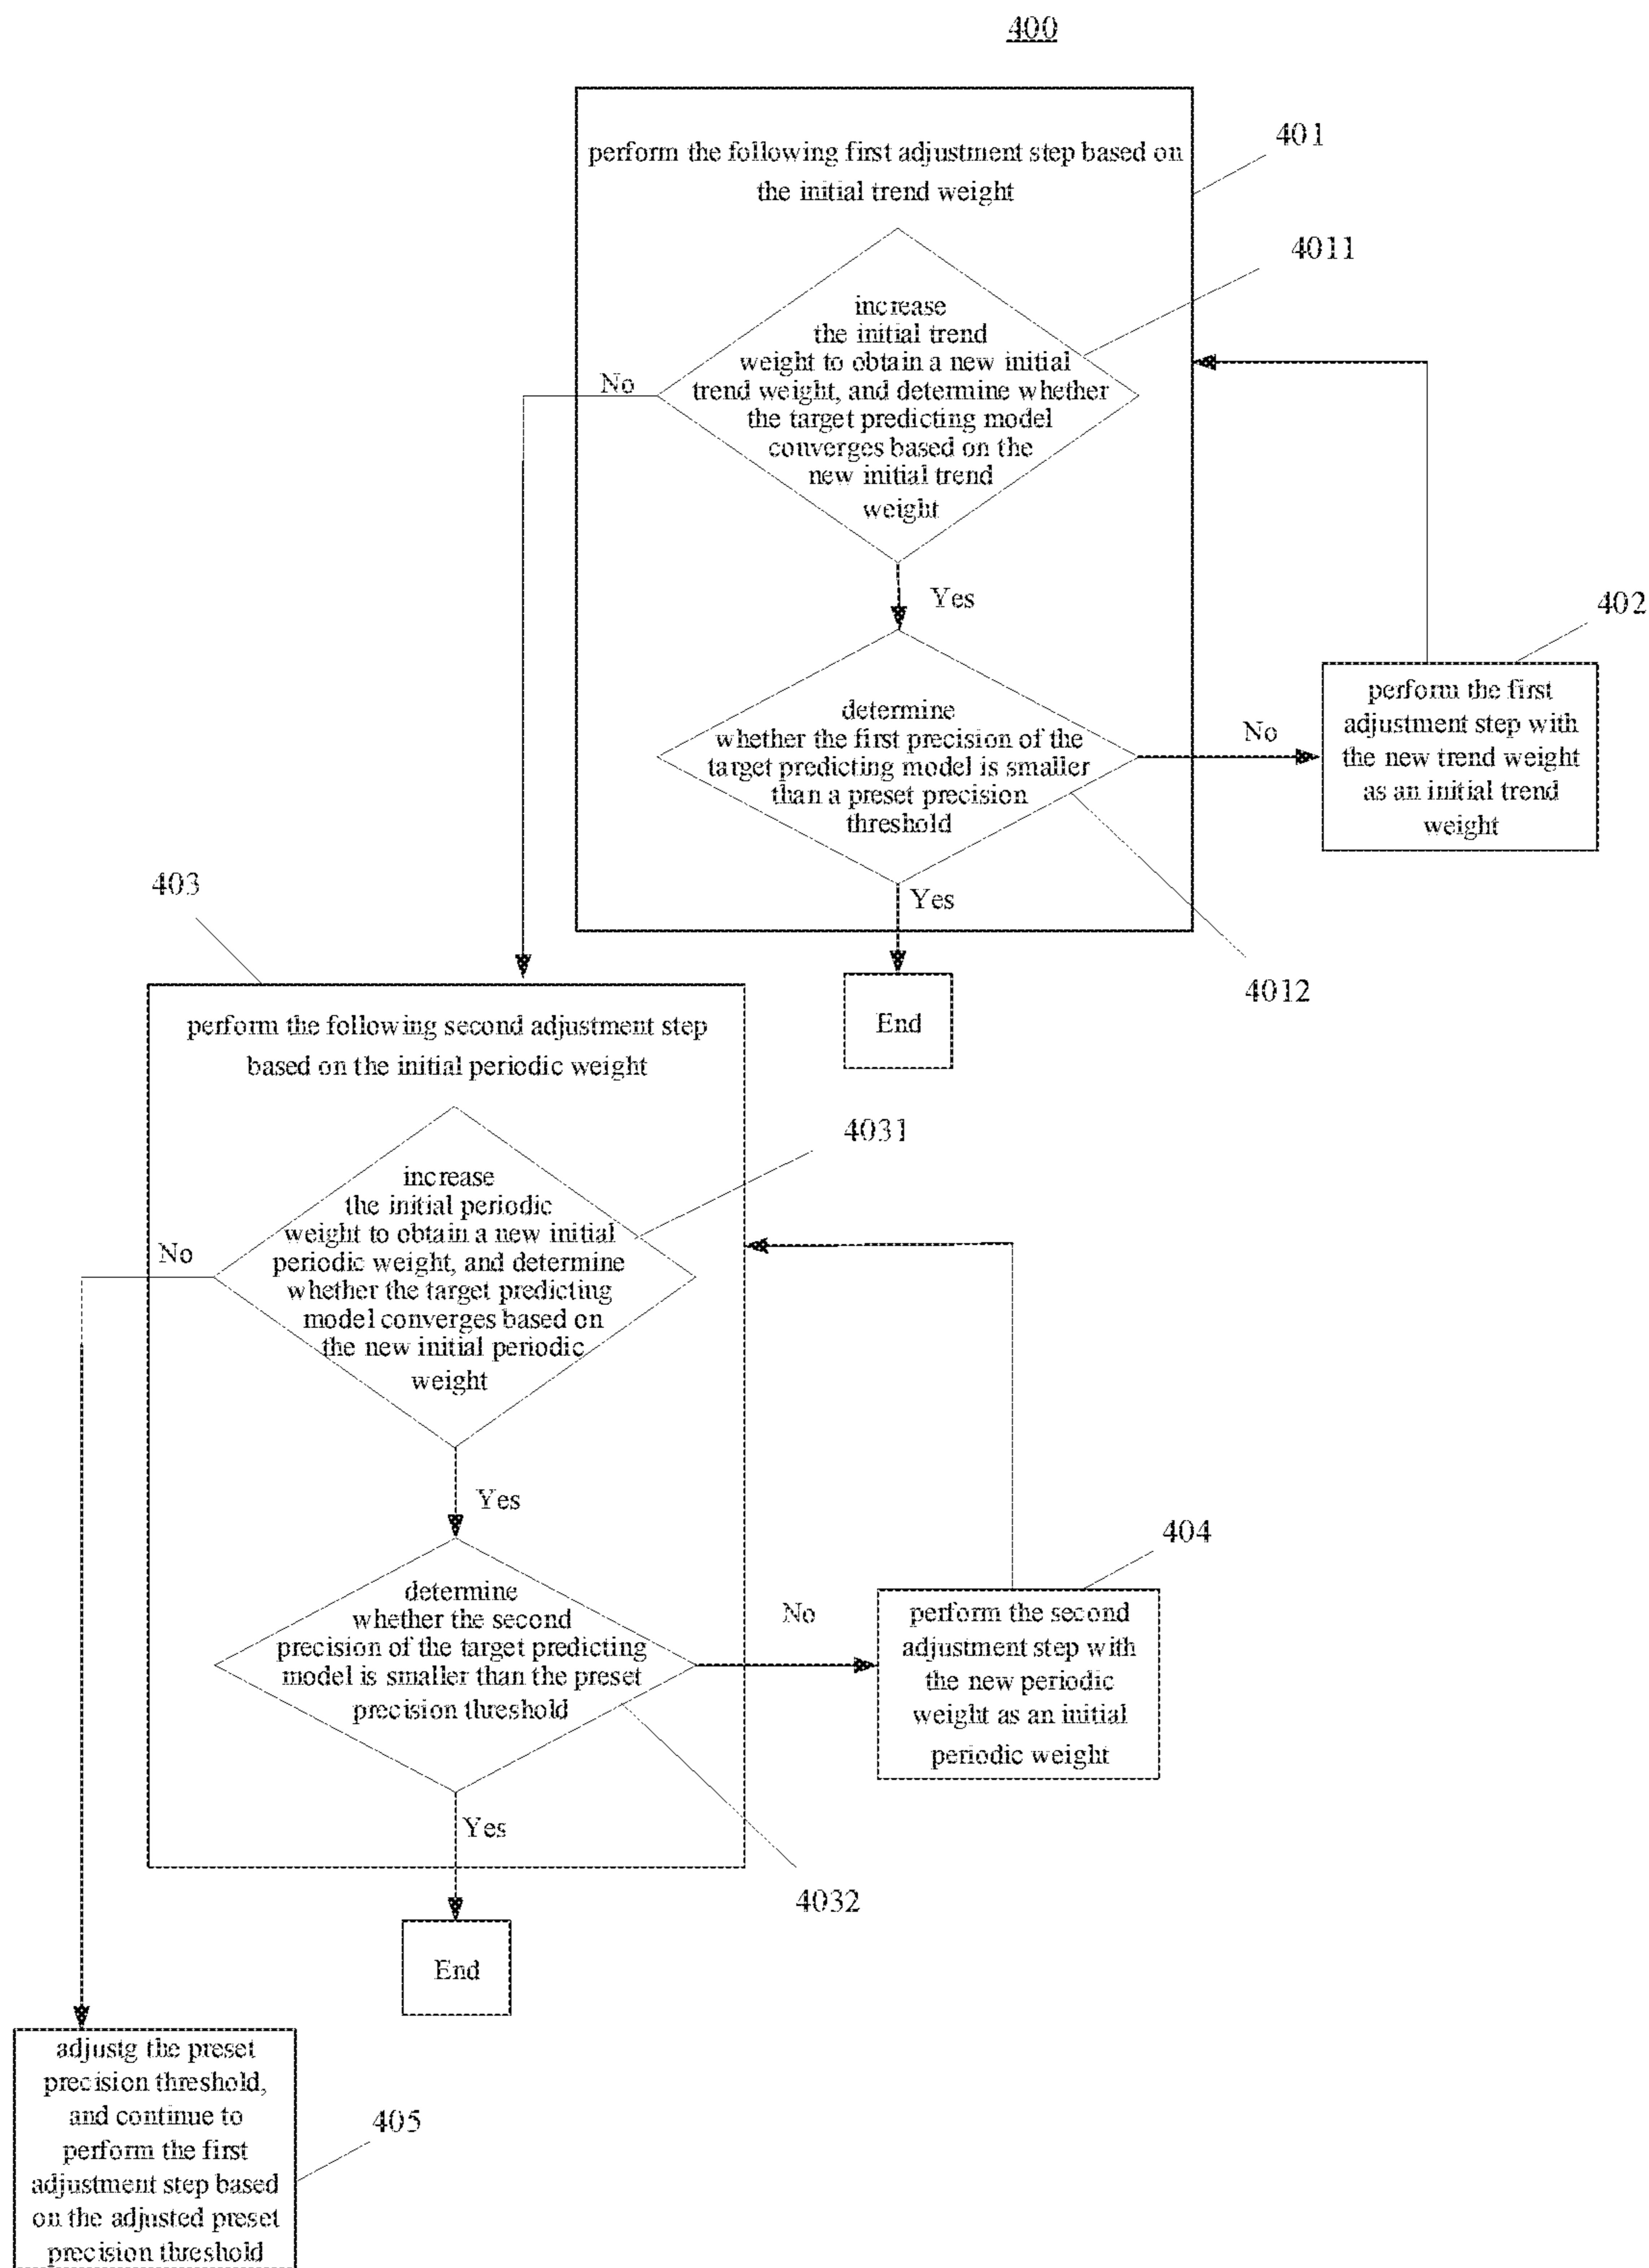 400
perform the following first adjustment step based on
the initial trend weight
401
4011
increase
the initial trend
weight to obtain a new initial
trend weight, and determine whether
the target predicting model
converges based on the
new initial trend
weight
No
Yes
402
determine
whether the first precision of the
target predicting model is smaller
than a preset precision
threshold
No
perform the first
adjustment step with
the new trend weight
as an initial trend
weight
Yes
4012
End
403
perform the following second adjustment step
based on the initial periodic weight
4031
increase
the initial periodic
weight to obtain a new initial
periodic weight, and determine
whether the target predicting
model converges based on
the new initial periodic
weight
No
Yes
404
determine
whether the second
precision of the target predicting
model is smaller than the preset
precision threshold
No
perform the second
adjustment step with
the new periodic
weight as an initial
periodic weight
Yes
4032
End
adjustg the preset
precision threshold,
and continue to
perform the first
adjustment step based
on the adjusted preset
precision threshold
405